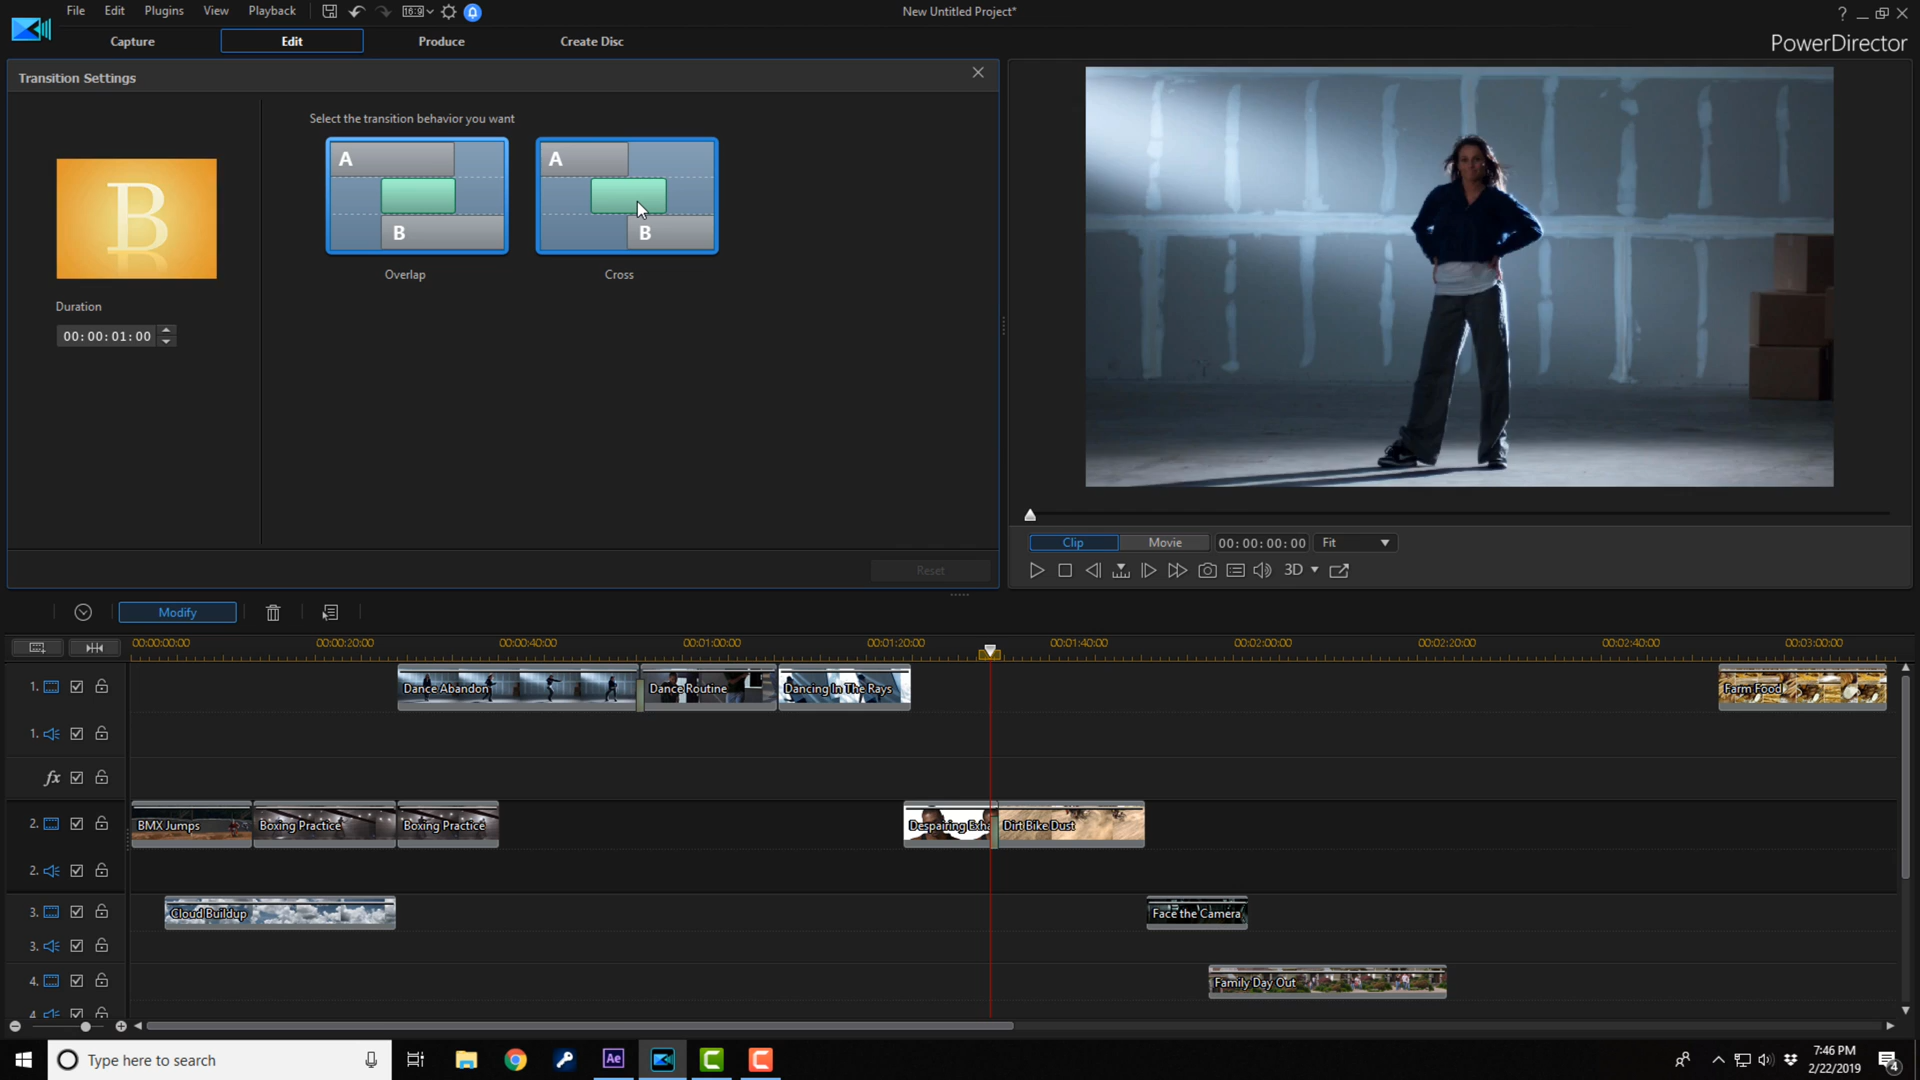 File Edit Plugins View Playback 16:9 New Untitled Project* ?
Capture Edit Produce Create Disc PowerDirector
Transition Settings
Select the transition behavior you want
A A
B
B B
Overlap Cross
Duration
00:00:01:00
Clip Movie 00:00:00:00 Fit
3D
Reset
Modify
00:00:00:00 00:00:20:00 00:00:40:00 00:01:00:00 00:01:20:00 00:01:40:00 00:02:00:00 00:02:20:00 00:02:40:00 00:03:00:00
1. Dance Abandon Dance Routine Dancing In The Rays Farm Food
1.
fx
2. BMX Jumps Boxing Practice Boxing Practice Despairing Exha Dirt Bike Dust
2.
3. Cloud Buildup Face the Camera
3.
4. Family Day Out
4.
Type here to search Ae C C 7:46 PM
2/22/2019 4